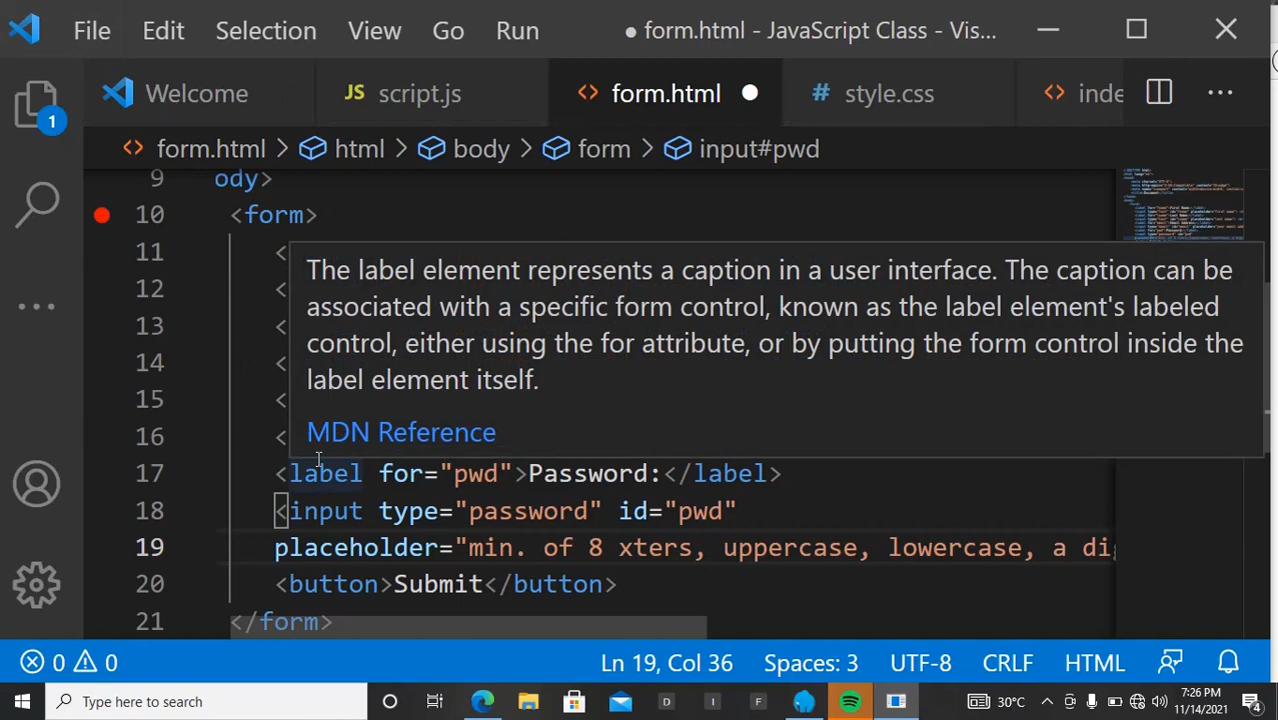 File Edit Selection View Go Run ● form.html - JavaScript Class - Vis...
Welcome JS script.js <> form.html # style.css <> inde ...
<> form.html > html > body > form > input#pwd
1
9 ody>
10 <form>
11 <
The label element represents a caption in a user interface. The caption can be
12 <
associated with a specific form control, known as the label element's labeled
13 <
control, either using the for attribute, or by putting the form control inside the
14 <
label element itself.
15 <
16 <
MDN Reference
17 <label for="pwd">Password:</label>
18 <input type="password" id="pwd"
19 placeholder="min. of 8 xters, uppercase, lowercase, a di
20 <button>Submit</button>
21 </form>
0 0 Ln 19, Col 36 Spaces: 3 UTF-8 CRLF HTML
Type here to search D I F 30°C 7:26 PM
11/14/2021 4